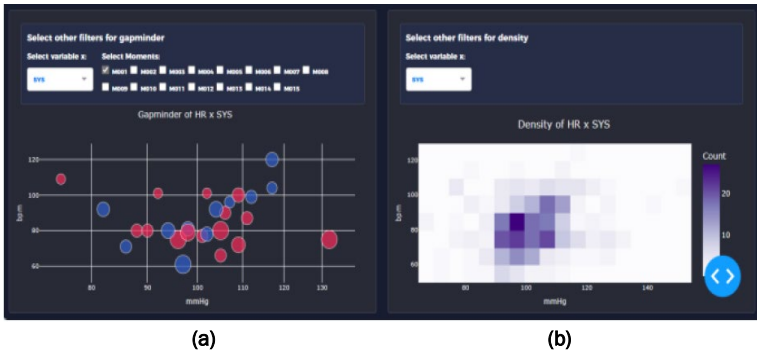 Select other filters for gapminder
Select variable x:
Select Moments:
SYS
M001 M002 M003 M004 M005 M006 M007 M008
M009 M010 M011 M012 M013 M014 M015
Gapminder of HR x SYS
120
100
80
60
bpm
80 90 100 110 120 130
mmHg
(a)
Select other filters for density
Select variable x:
SYS
Density of HR x SYS
Count
120
100
80
60
bpm
20
10
80 100 120 140
mmHg
(b)